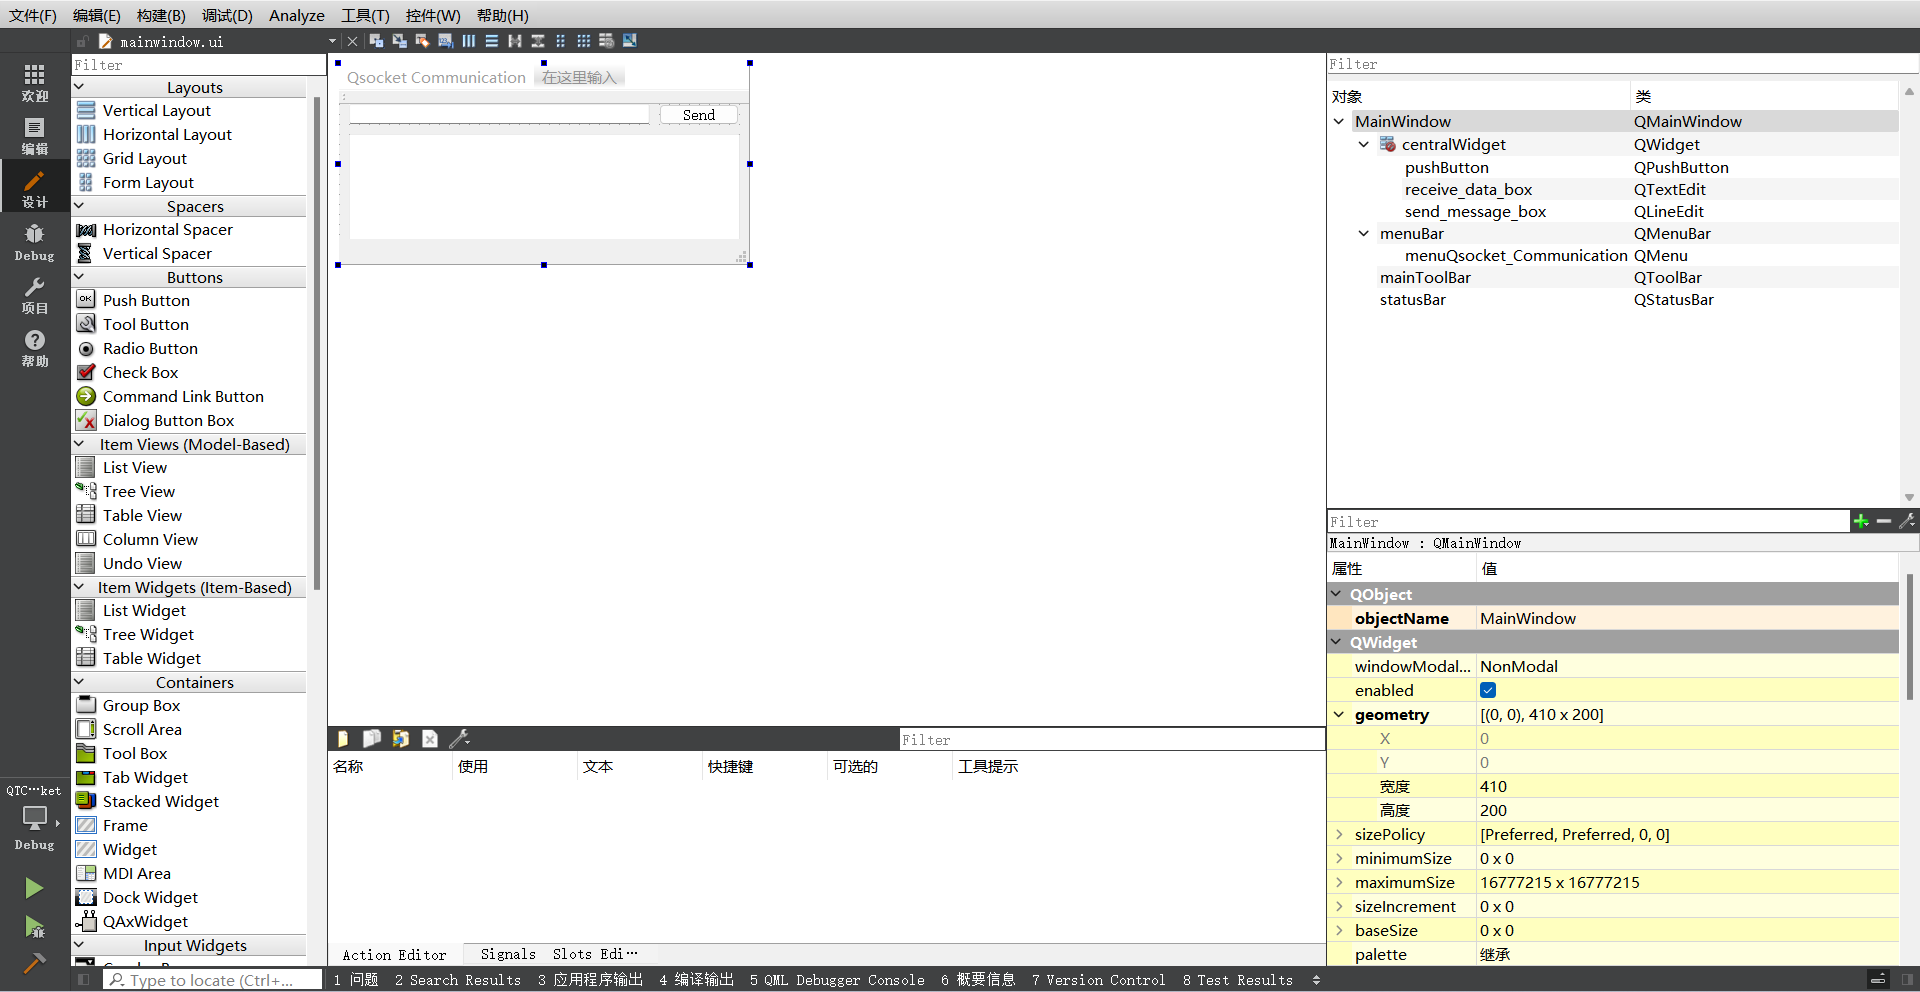 文件(F) 编辑(E) 构建(B) 调试(D) Analyze 工具(T) 控件(W) 帮助(H)
mainwindow.ui
欢迎
编辑
设计
Debug
项目
帮助
QTC···ket
Debug
Filter
Layouts
Vertical Layout
Horizontal Layout
Grid Layout
Form Layout
Spacers
Horizontal Spacer
Vertical Spacer
Buttons
Push Button
Tool Button
Radio Button
Check Box
Command Link Button
Dialog Button Box
Item Views (Model-Based)
List View
Tree View
Table View
Column View
Undo View
Item Widgets (Item-Based)
List Widget
Tree Widget
Table Widget
Containers
Group Box
Scroll Area
Tool Box
Tab Widget
Stacked Widget
Frame
Widget
MDI Area
Dock Widget
QAxWidget
Input Widgets
Qsocket Communication 在这里输入
Send
Filter
名称 使用 文本 快捷键 可选的 工具提示
Action Editor Signals Slots Edi···
Filter
对象 类
MainWindow QMainWindow
centralWidget QWidget
pushButton QPushButton
receive_data_box QTextEdit
send_message_box QLineEdit
menuBar QMenuBar
menuQsocket_Communication QMenu
mainToolBar QToolBar
statusBar QStatusBar
Filter
MainWindow : QMainWindow
属性 值
QObject
objectName MainWindow
QWidget
windowModal... NonModal
enabled
geometry [(0, 0), 410 x 200]
X 0
Y 0
宽度 410
高度 200
sizePolicy [Preferred, Preferred, 0, 0]
minimumSize 0 x 0
maximumSize 16777215 x 16777215
sizeIncrement 0 x 0
baseSize 0 x 0
palette 继承
Type to locate (Ctrl+...
1 问题 2 Search Results 3 应用程序输出 4 编译输出 5 QML Debugger Console 6 概要信息 7 Version Control 8 Test Results